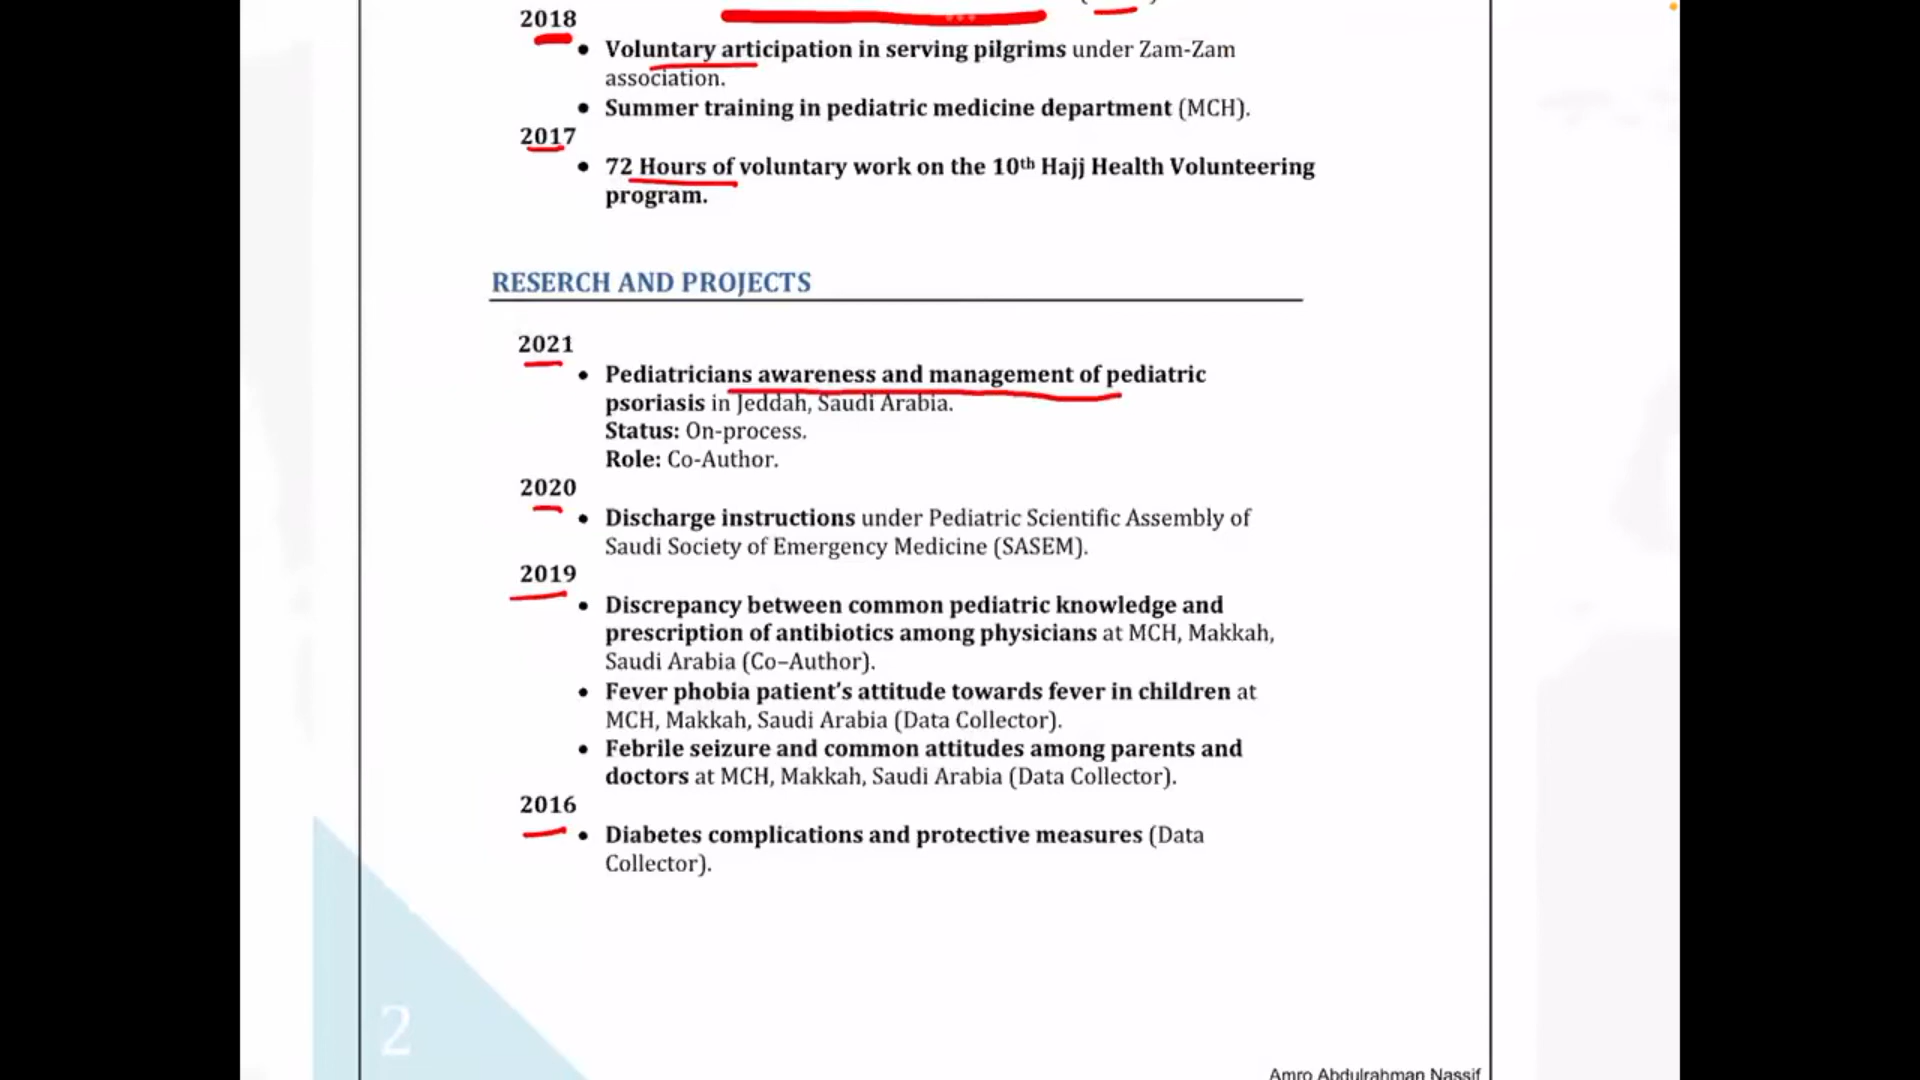 2018
• Voluntary articipation in serving pilgrims under Zam-Zam
association.
• Summer training in pediatric medicine department (MCH).
2017
• 72 Hours of voluntary work on the 10th Hajj Health Volunteering
program.
RESERCH AND PROJECTS
2021
• Pediatricians awareness and management of pediatric
psoriasis in Jeddah, Saudi Arabia.
Status: On-process.
Role: Co-Author.
2020
• Discharge instructions under Pediatric Scientific Assembly of
Saudi Society of Emergency Medicine (SASEM).
2019
• Discrepancy between common pediatric knowledge and
prescription of antibiotics among physicians at MCH, Makkah,
Saudi Arabia (Co–Author).
• Fever phobia patient’s attitude towards fever in children at
MCH, Makkah, Saudi Arabia (Data Collector).
• Febrile seizure and common attitudes among parents and
doctors at MCH, Makkah, Saudi Arabia (Data Collector).
2016
• Diabetes complications and protective measures (Data
Collector).
2
Amro Abdulrahman Nassif